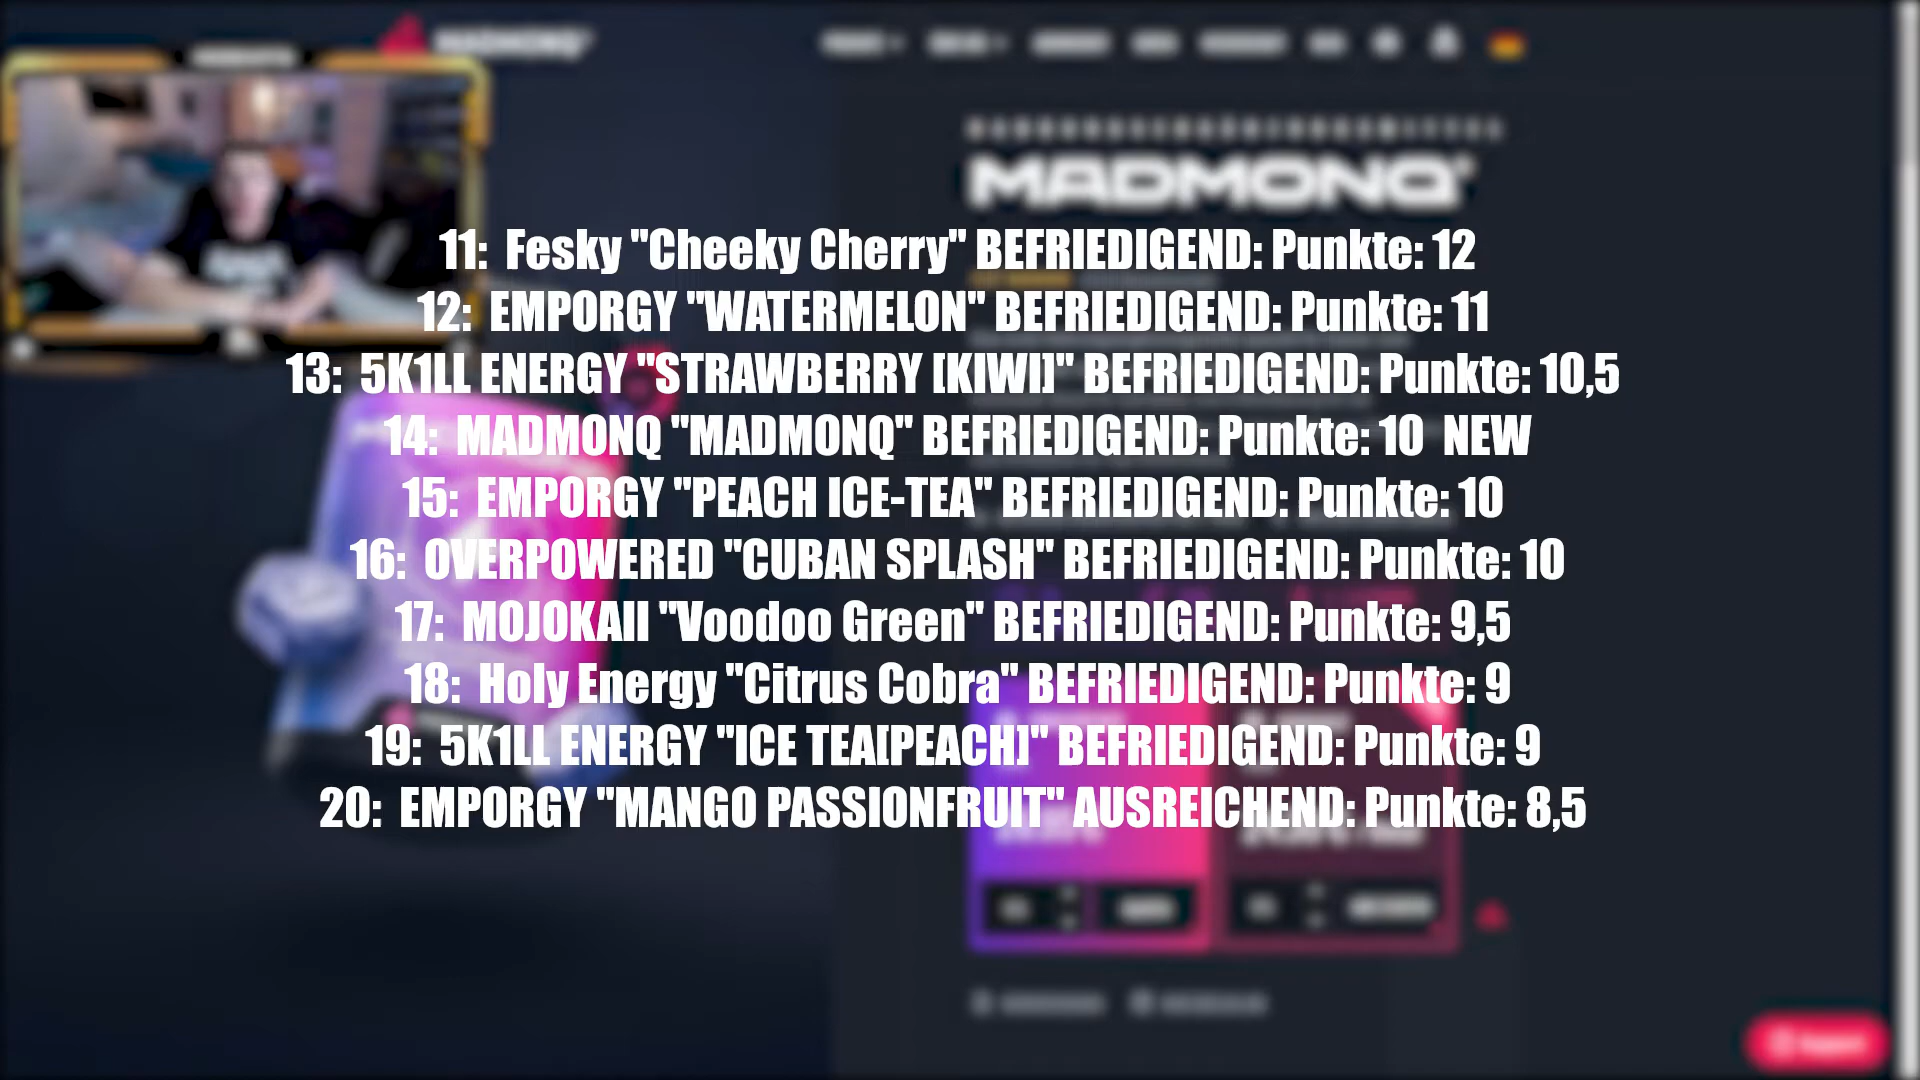 MADMONQ®
MADMONQ®
11: Fesky "Cheeky Cherry" BEFRIEDIGEND: Punkte: 12
12: EMPORGY "WATERMELON" BEFRIEDIGEND: Punkte: 11
13: 5K1LL ENERGY "STRAWBERRY [KIWI]" BEFRIEDIGEND: Punkte: 10,5
14: MADMONQ "MADMONQ" BEFRIEDIGEND: Punkte: 10 NEW
15: EMPORGY "PEACH ICE-TEA" BEFRIEDIGEND: Punkte: 10
16: OVERPOWERED "CUBAN SPLASH" BEFRIEDIGEND: Punkte: 10
17: MOJOKAII "Voodoo Green" BEFRIEDIGEND: Punkte: 9,5
18: Holy Energy "Citrus Cobra" BEFRIEDIGEND: Punkte: 9
19: 5K1LL ENERGY "ICE TEA[PEACH]" BEFRIEDIGEND: Punkte: 9
20: EMPORGY "MANGO PASSIONFRUIT" AUSREICHEND: Punkte: 8,5